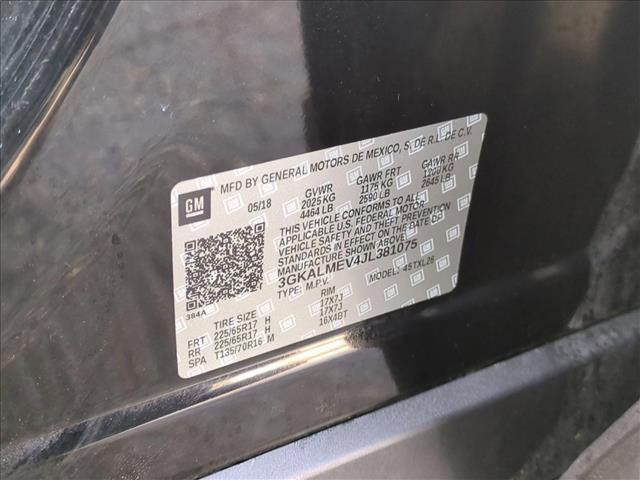 MFD BY GENERAL MOTORS DE MEXICO, S. DE R.L. DE C.V.
GM
05/18 GVWR GAWR FRT GAWR RR
2025 KG 1175 KG 1200 KG
4464 LB 2590 LB 2645 LB
THIS VEHICLE CONFORMS TO ALL
APPLICABLE U.S. FEDERAL MOTOR
VEHICLE SAFETY AND THEFT PREVENTION
STANDARDS IN EFFECT ON THE DATE OF
MANUFACTURE SHOWN ABOVE.
3GKALMEV4JL381075
TYPE: M.P.V. MODEL: 4STXL26
384A
TIRE SIZE RIM
FRT 225/65R17 H 17X7J
RR 225/65R17 H 17X7J
SPA T135/70R16 M 16X4BT